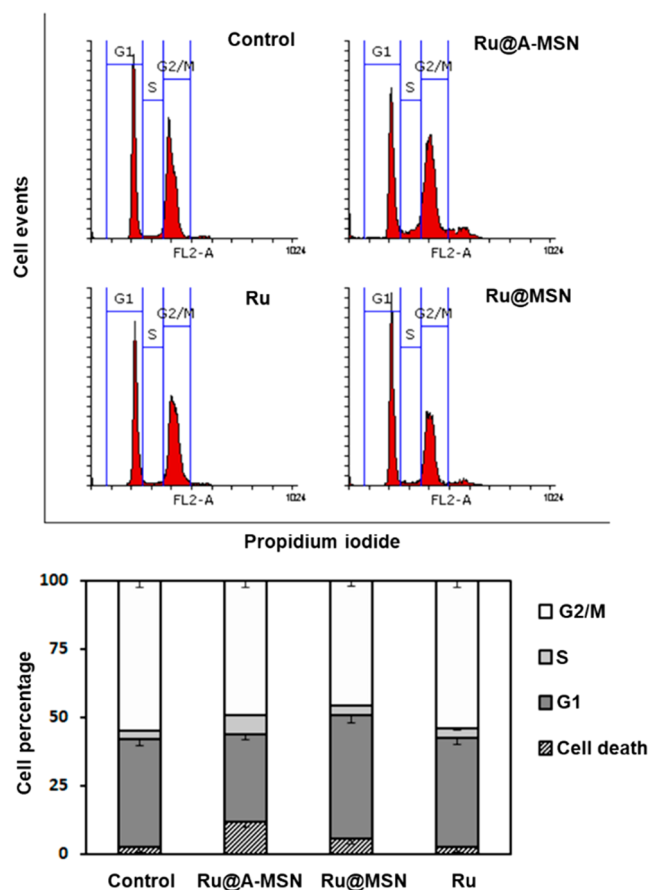 Control
G1
S
G2/M
FL2-A
1024
Ru@A-MSN
G1
S
G2/M
FL2-A
1024
Ru
G1
S
G2/M
FL2-A
1024
Ru@MSN
G1
S
G2/M
FL2-A
1024
Cell events
Propidium iodide
Cell percentage
100
75
50
25
0
Control Ru@A-MSN Ru@MSN Ru
G2/M
S
G1
Cell death